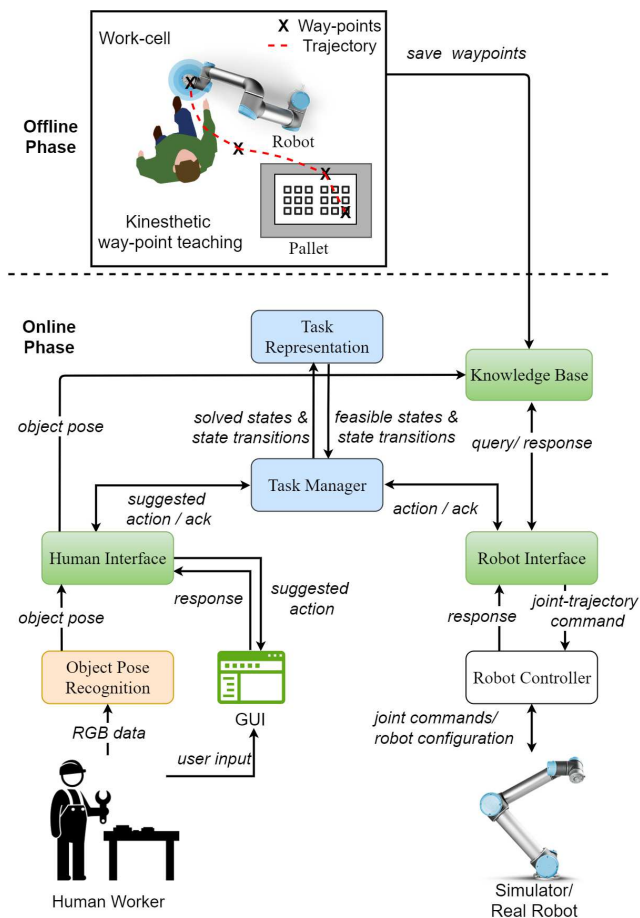 X Way-points
Trajectory
Work-cell
save waypoints
Offline
Phase
Robot
X
X
X
X
Kinesthetic
way-point teaching
Pallet
Online
Phase
Task
Representation
Knowledge Base
object pose
solved states &
state transitions
feasible states &
state transitions
query/ response
Task Manager
suggested
action / ack
action / ack
Human Interface
Robot Interface
object pose
response
suggested
action
response
joint-trajectory
command
Object Pose
Recognition
GUI
Robot Controller
RGB data
user input
joint commands/
robot configuration
Human Worker
Simulator/
Real Robot